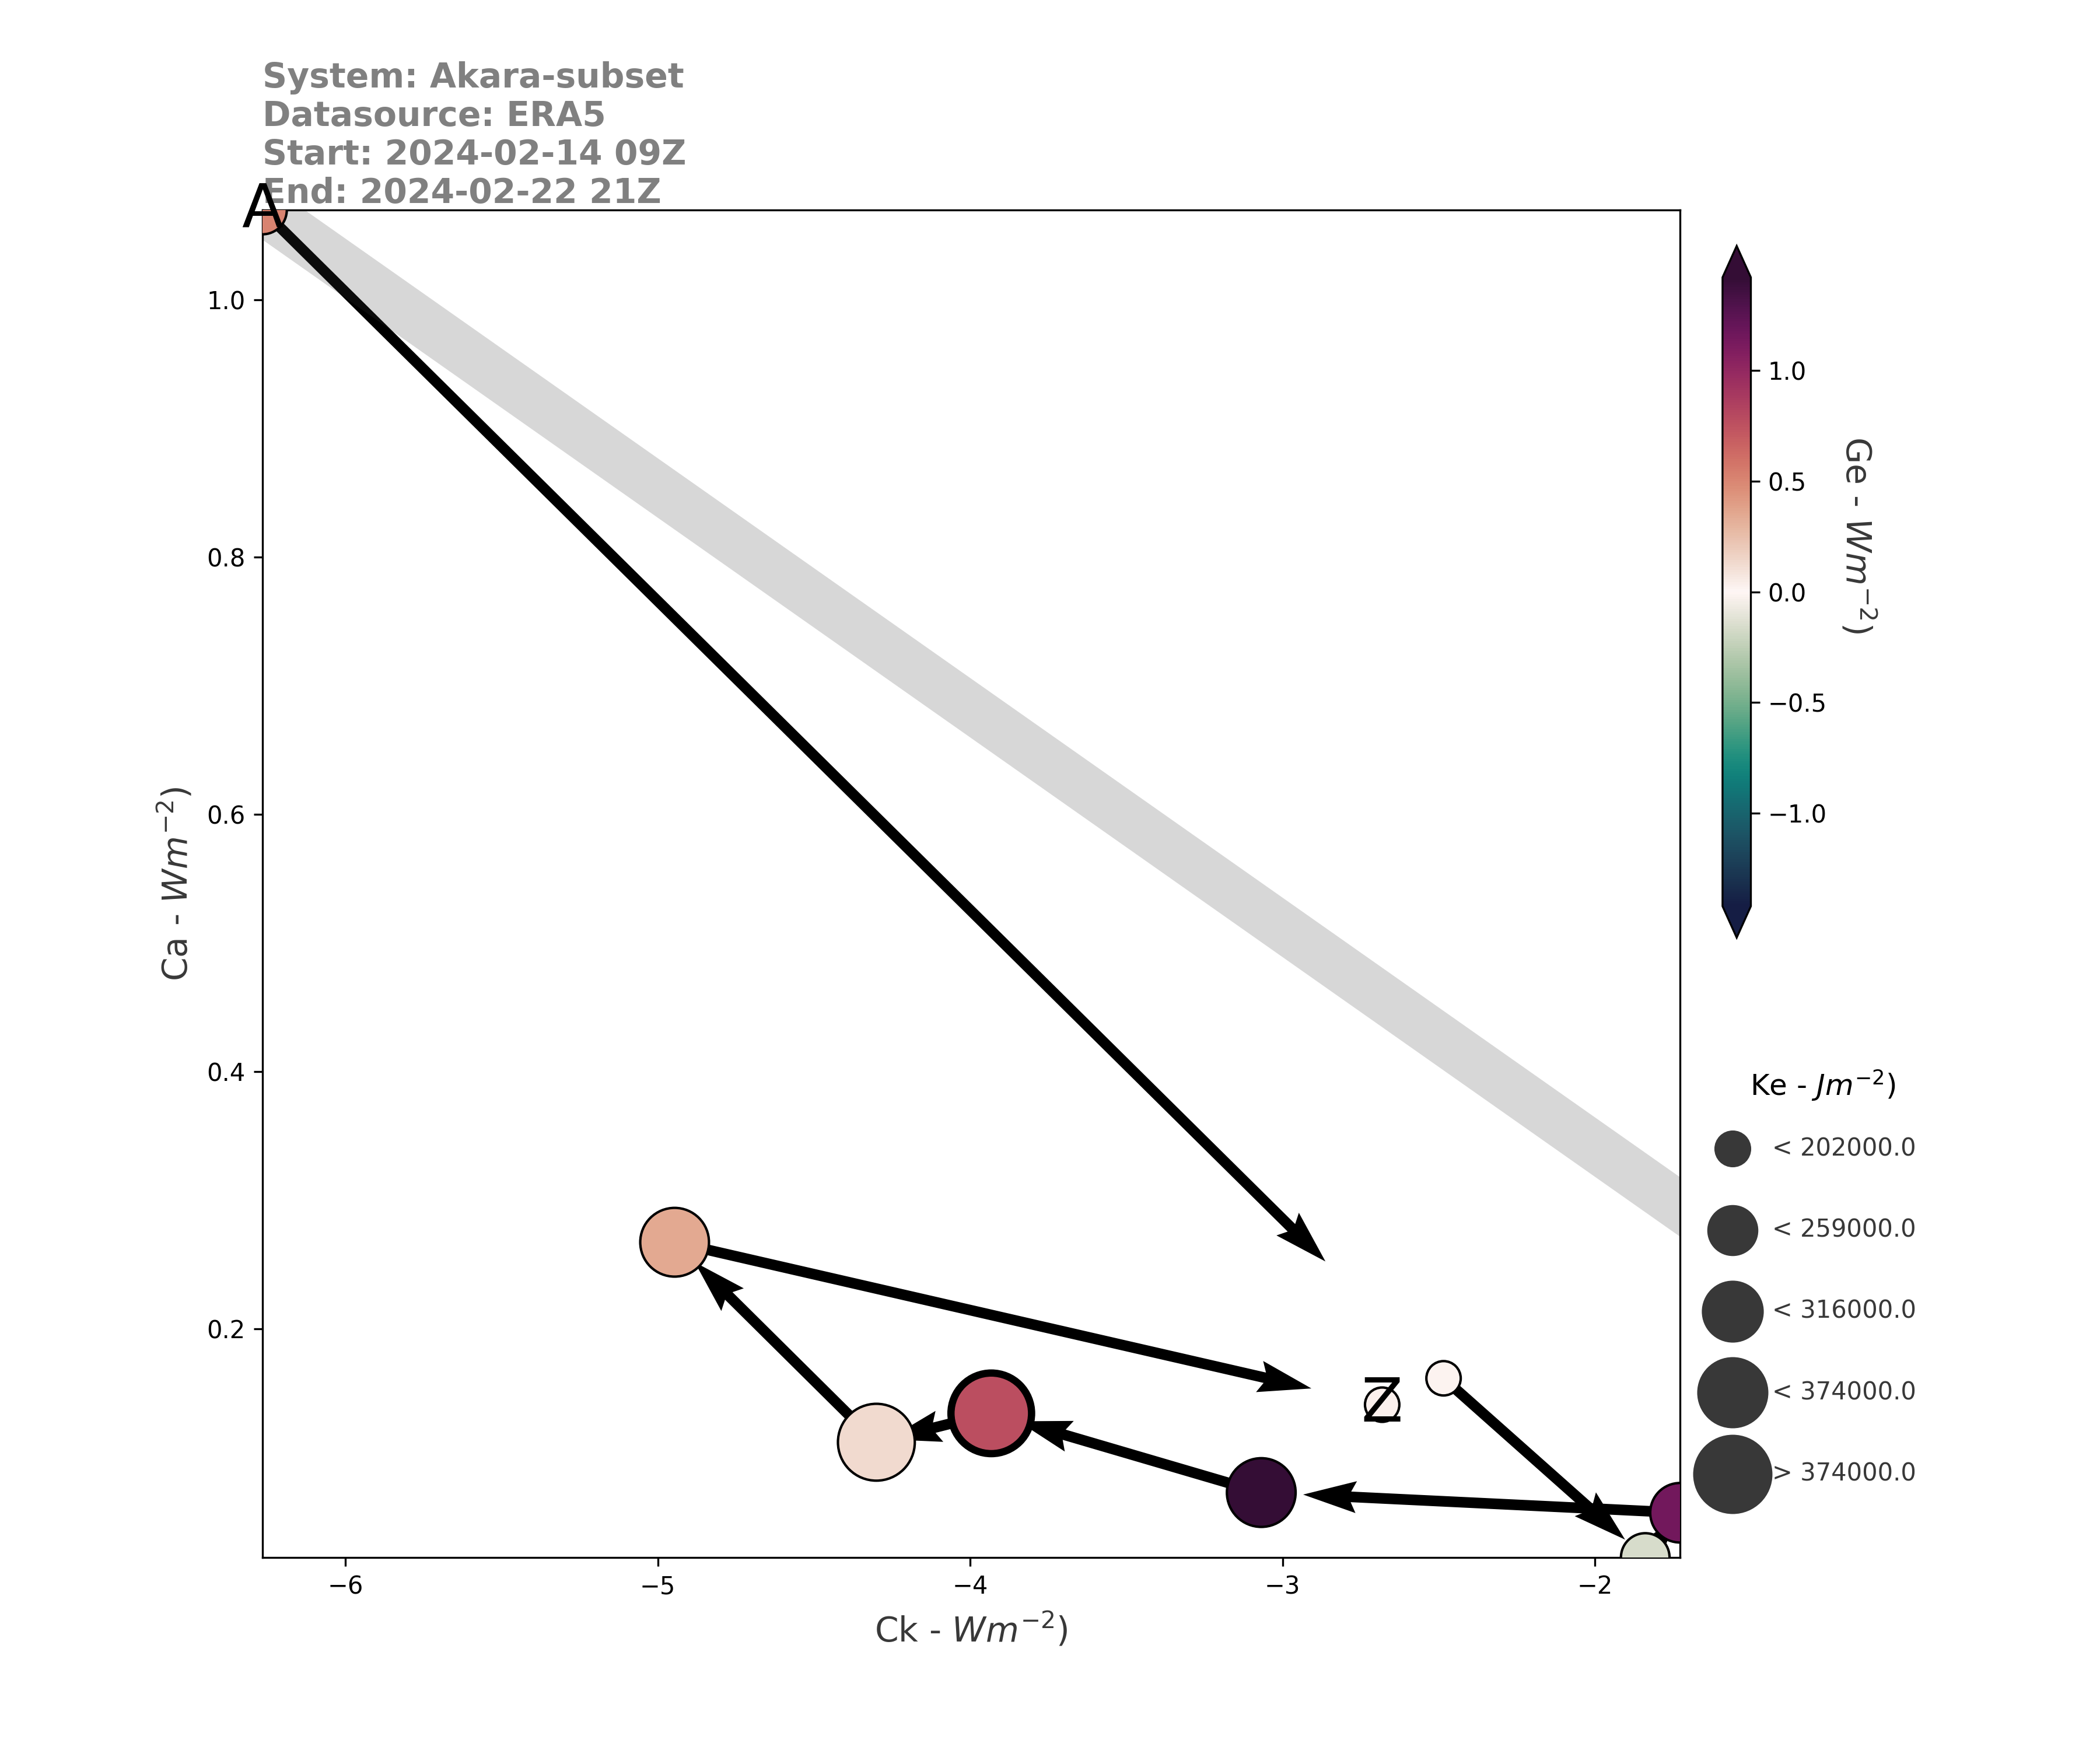 System: Akara-subset
Datasource: ERA5
Start: 2024-02-14 09Z
End: 2024-02-22 21Z
A
1.0
0.8
0.6
0.4
0.2
Ca - Wm⁻²)
−6
−5
−4
−3
−2
Ck - Wm⁻²)
Z
1.0
0.5
0.0
−0.5
−1.0
Ge - Wm⁻²)
Ke - Jm⁻²)
< 202000.0
< 259000.0
< 316000.0
< 374000.0
> 374000.0